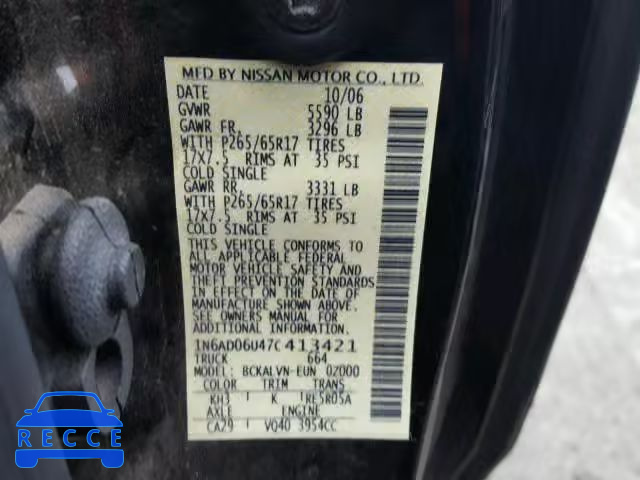 MFD BY NISSAN MOTOR CO., LTD.
DATE 10/06
GVWR 5590 LB
GAWR FR. 3296 LB
WITH P265/65R17 TIRES
17X7.5 RIMS AT 35 PSI
COLD SINGLE
GAWR RR. 3331 LB
WITH P265/65R17 TIRES
17X7.5 RIMS AT 35 PSI
COLD SINGLE
THIS VEHICLE CONFORMS TO
ALL APPLICABLE FEDERAL
MOTOR VEHICLE SAFETY AND
THEFT PREVENTION STANDARDS
IN EFFECT ON THE DATE OF
MANUFACTURE SHOWN ABOVE.
SEE OWNERS MANUAL FOR
ADDITIONAL INFORMATION
1N6AD06U47C413421
TRUCK 664
MODEL: BCKALVN-EUN 02000
COLOR TRIM TRANS
KH3 K RE5R05A
AXLE ENGINE
CA29 VQ40 3954CC
RECCE